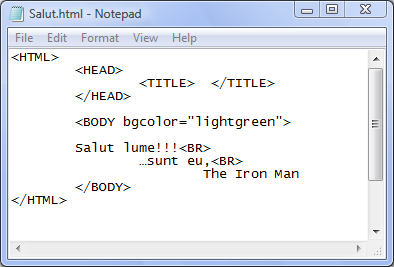 Salut.html - Notepad
File Edit Format View Help
<HTML>
<HEAD>
<TITLE>  </TITLE>
</HEAD>
<BODY bgcolor="lightgreen">
Salut lume!!!<BR>
…sunt eu,<BR>
The Iron Man
</BODY>
</HTML>